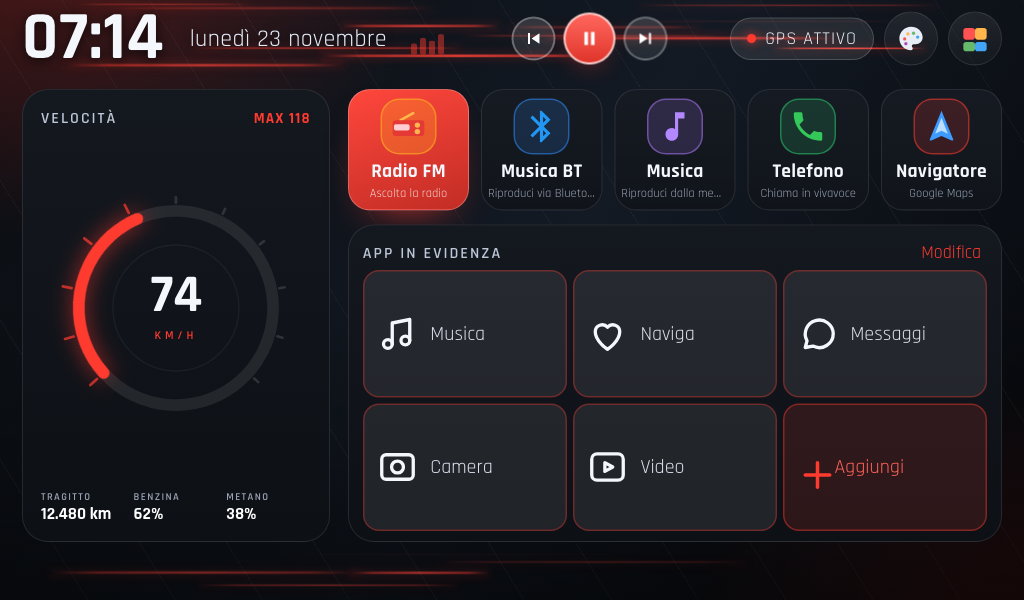 07:14
lunedì 23 novembre
GPS ATTIVO
VELOCITÀ
MAX 118
74
KM/H
TRAGITTO
12.480 km
BENZINA
62%
METANO
38%
Radio FM
Ascolta la radio
Musica BT
Riproduci via Blueto...
Musica
Riproduci dalla me...
Telefono
Chiama in vivavoce
Navigatore
Google Maps
APP IN EVIDENZA
Modifica
Musica
Naviga
Messaggi
Camera
Video
Aggiungi